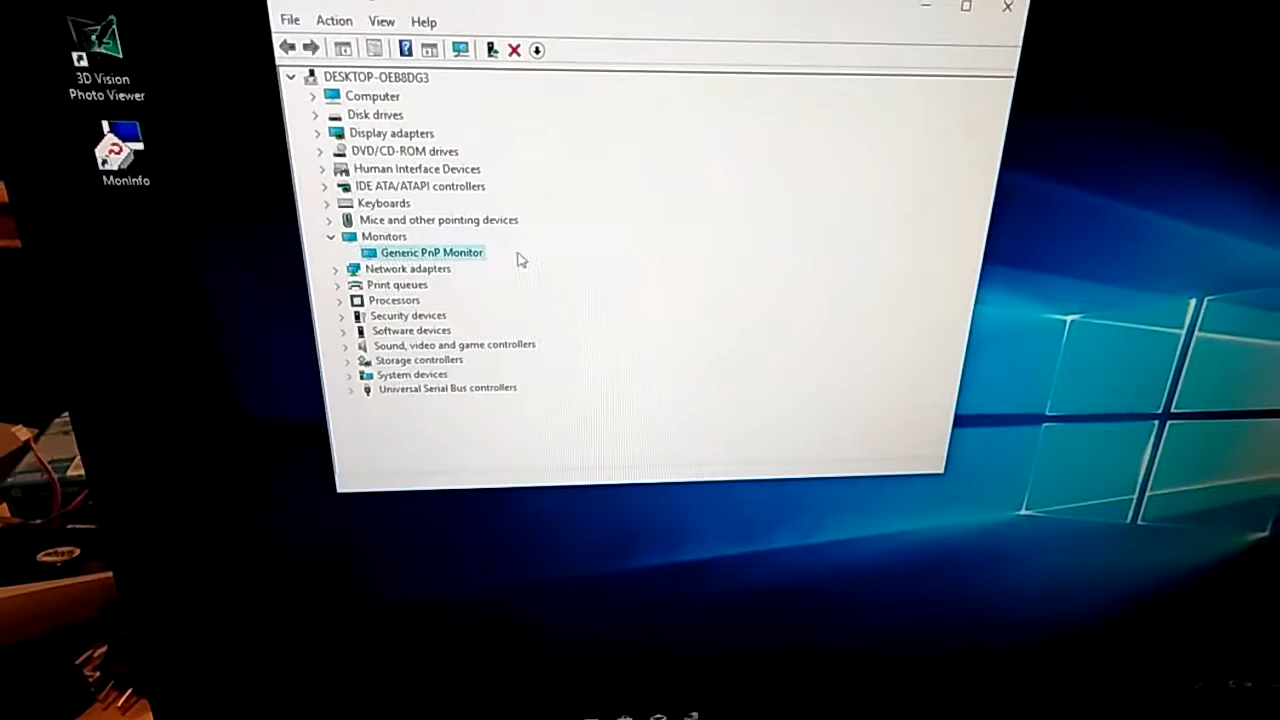 File Action View Help
3D Vision
Photo Viewer
MonInfo
DESKTOP-OEB8DG3
Computer
Disk drives
Display adapters
DVD/CD-ROM drives
Human Interface Devices
IDE ATA/ATAPI controllers
Keyboards
Mice and other pointing devices
Monitors
Generic PnP Monitor
Network adapters
Print queues
Processors
Security devices
Software devices
Sound, video and game controllers
Storage controllers
System devices
Universal Serial Bus controllers